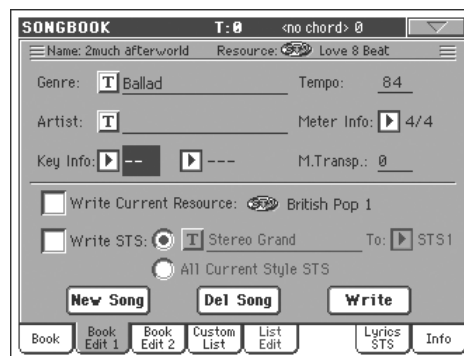 SONGBOOK T:0 <no chord> 0
Name: 2much afterworld Resource: Love 8 Beat
Genre: T Ballad Tempo: 84
Artist: T Meter Info: 4/4
Key Info: -- --- M.Transp.: 0
Write Current Resource: British Pop 1
Write STS: T Stereo Grand To: STS1
All Current Style STS
New Song Del Song Write
Book Book Edit 1 Book Edit 2 Custom List List Edit Lyrics STS Info